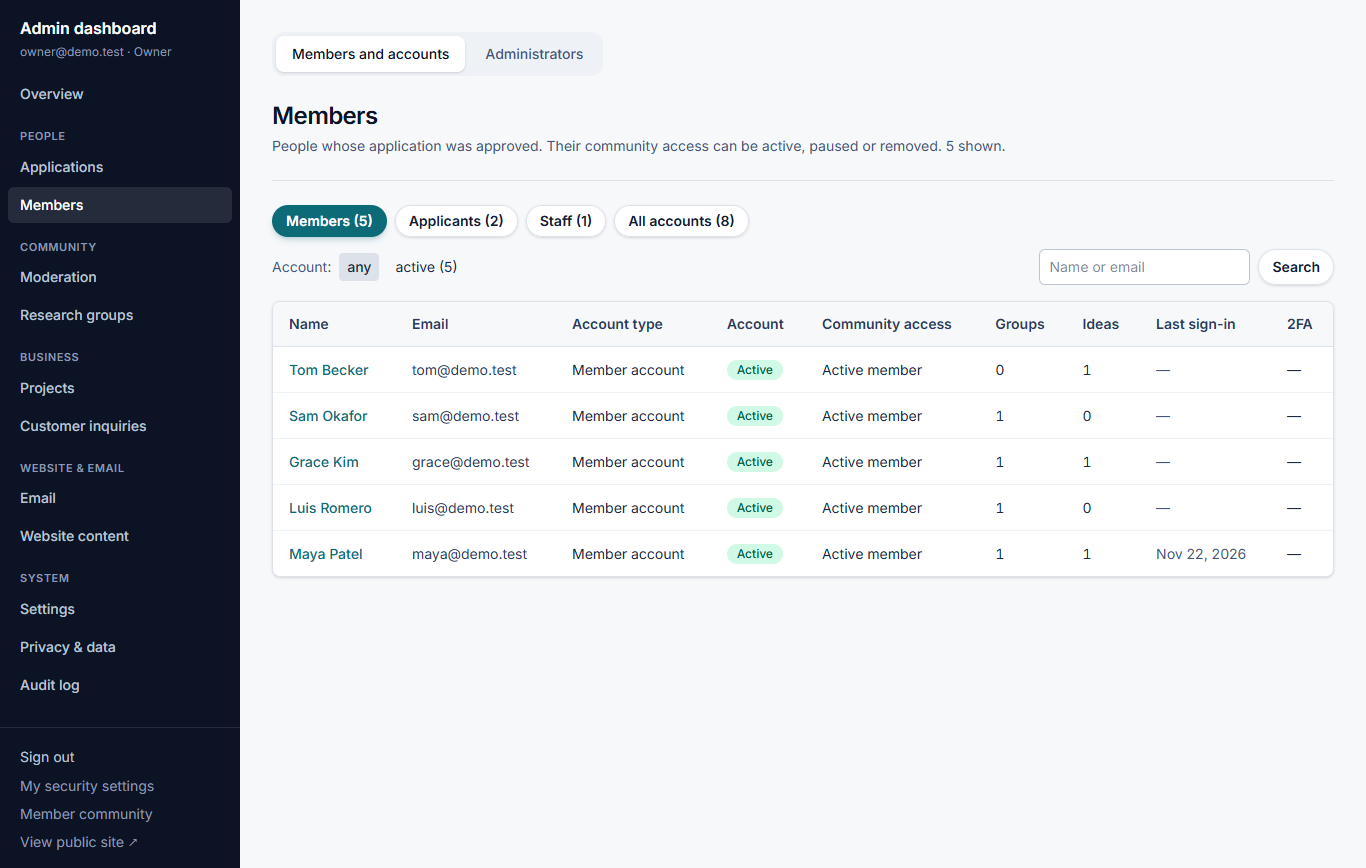 Admin dashboard
owner@demo.test · Owner
Overview
PEOPLE
Applications
Members
COMMUNITY
Moderation
Research groups
BUSINESS
Projects
Customer inquiries
WEBSITE & EMAIL
Email
Website content
SYSTEM
Settings
Privacy & data
Audit log
Sign out
My security settings
Member community
View public site ↗
Members and accounts Administrators
Members
People whose application was approved. Their community access can be active, paused or removed. 5 shown.
Members (5) Applicants (2) Staff (1) All accounts (8)
Account: any active (5) Name or email Search
Name Email Account type Account Community access Groups Ideas Last sign-in 2FA
Tom Becker tom@demo.test Member account Active Active member 0 1 — —
Sam Okafor sam@demo.test Member account Active Active member 1 0 — —
Grace Kim grace@demo.test Member account Active Active member 1 1 — —
Luis Romero luis@demo.test Member account Active Active member 1 0 — —
Maya Patel maya@demo.test Member account Active Active member 1 1 Nov 22, 2026 —